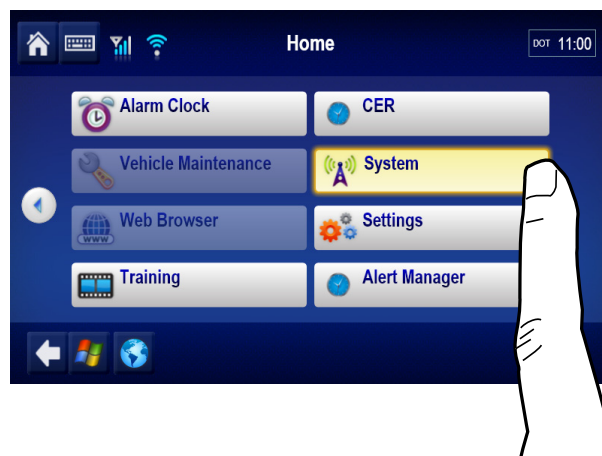 Home
DOT 11:00
Alarm Clock
CER
Vehicle Maintenance
System
Web Browser
WWW
Settings
Training
Alert Manager